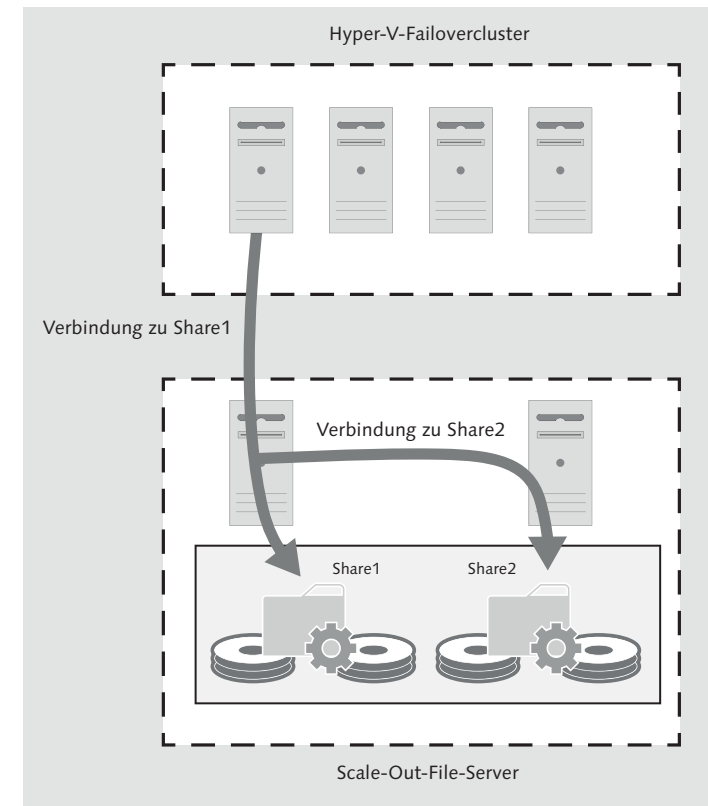 Hyper-V-Failovercluster
Verbindung zu Share1
Verbindung zu Share2
Share1
Share2
Scale-Out-File-Server